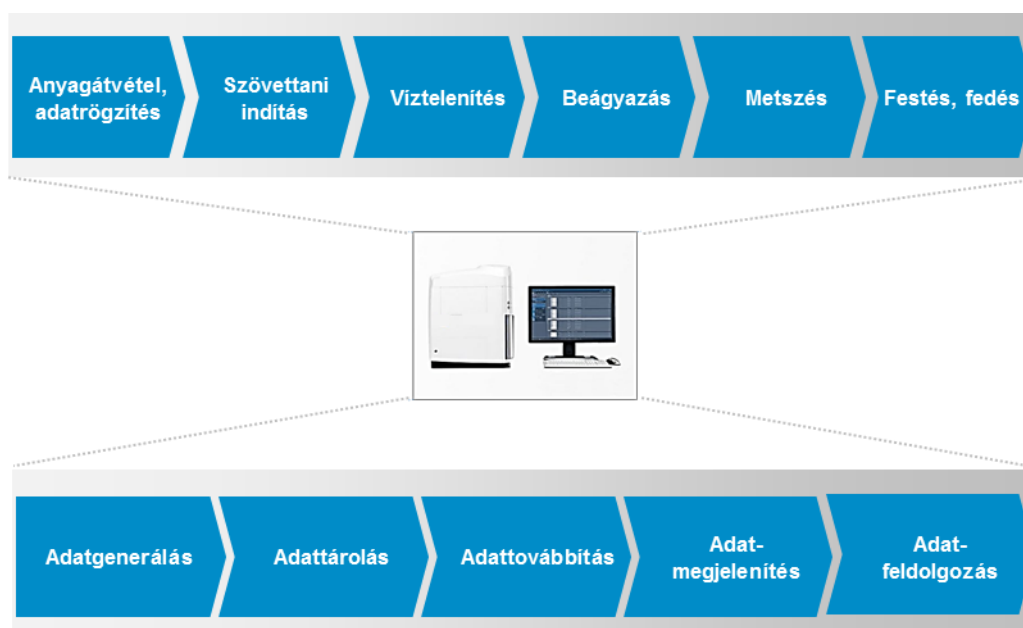 Anyagátvétel,
adatrögzítés
Szövettani
indítás
Víztelenítés
Beágyazás
Metszés
Festés, fedés
Adatgenerálás
Adattárolás
Adattovábbítás
Adat-
megjelenítés
Adat-
feldolgozás